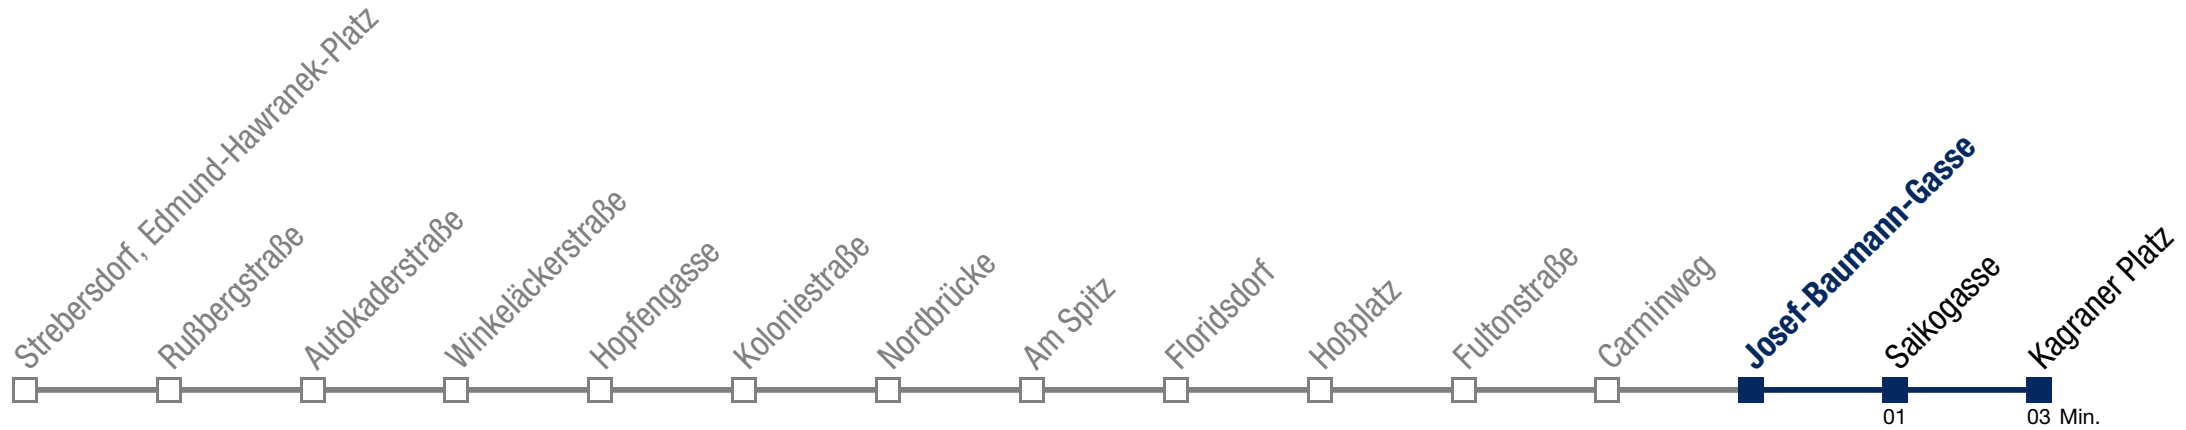 Strebersdorf, Edmund-Hawranek-Platz
Rußbergstraße
Autokaderstraße
Winkeläckerstraße
Hopfengasse
Koloniestraße
Nordbrücke
Am Spitz
Floridsdorf
Hoßplatz
Fultonstraße
Carminweg
Josef-Baumann-Gasse
Saikogasse
Kagraner Platz
01
03 Min.